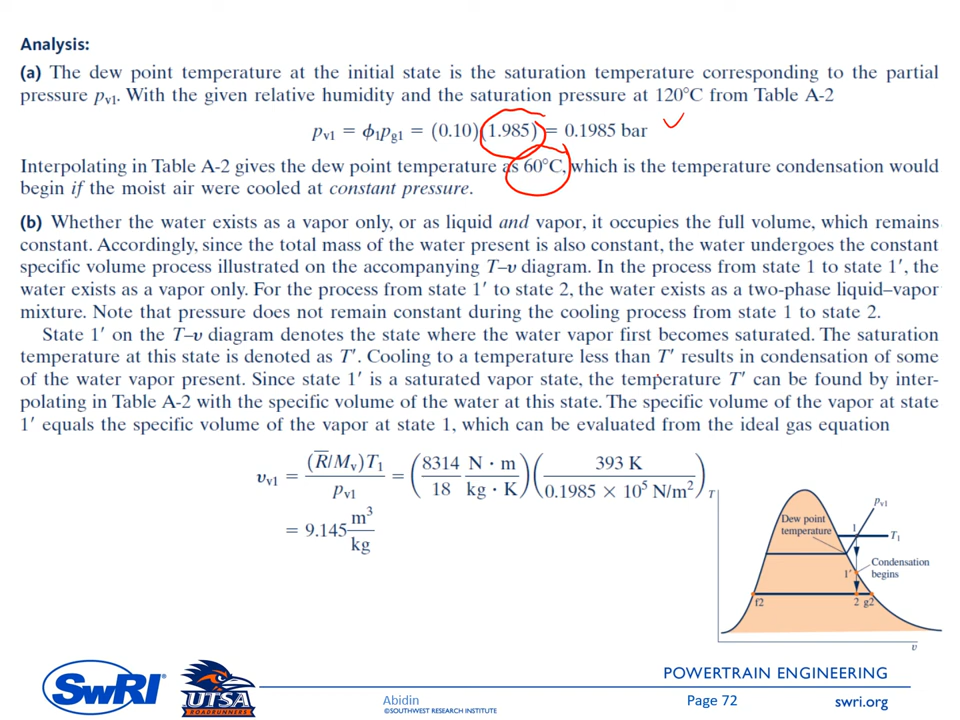 Analysis:
(a) The dew point temperature at the initial state is the saturation temperature corresponding to the partial
pressure pv1. With the given relative humidity and the saturation pressure at 120°C from Table A-2
pv1 = ϕ1pg1 = (0.10)(1.985) = 0.1985 bar
Interpolating in Table A-2 gives the dew point temperature as 60°C, which is the temperature condensation would
begin if the moist air were cooled at constant pressure.
(b) Whether the water exists as a vapor only, or as liquid and vapor, it occupies the full volume, which remains
constant. Accordingly, since the total mass of the water present is also constant, the water undergoes the constant
specific volume process illustrated on the accompanying T–υ diagram. In the process from state 1 to state 1′, the
water exists as a vapor only. For the process from state 1′ to state 2, the water exists as a two-phase liquid–vapor
mixture. Note that pressure does not remain constant during the cooling process from state 1 to state 2.
State 1′ on the T–υ diagram denotes the state where the water vapor first becomes saturated. The saturation
temperature at this state is denoted as T′. Cooling to a temperature less than T′ results in condensation of some
of the water vapor present. Since state 1′ is a saturated vapor state, the temperature T′ can be found by inter-
polating in Table A-2 with the specific volume of the water at this state. The specific volume of the vapor at state
1′ equals the specific volume of the vapor at state 1, which can be evaluated from the ideal gas equation
υv1 = (R̅/Mv)T1 / pv1 = (8314/18 N · m/kg · K)(393 K / 0.1985 × 10⁵ N/m²)
= 9.145 m³/kg
T
pv1
Dew point
temperature
1
T1
Condensation
begins
1′
f2
2 g2
υ
POWERTRAIN ENGINEERING
SwRI
UTSA
ROADRUNNERS
Abidin
©SOUTHWEST RESEARCH INSTITUTE
Page 72
swri.org